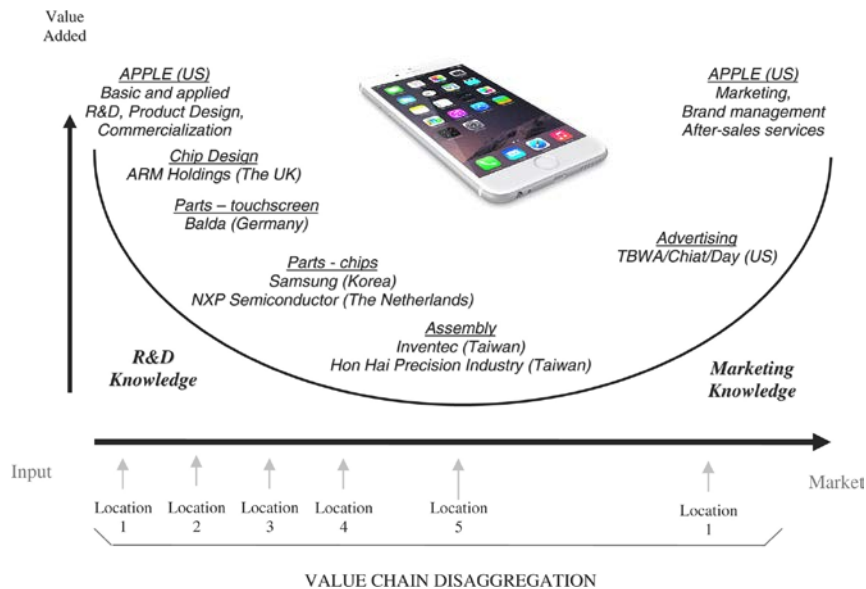 Value
Added
APPLE (US)
Basic and applied
R&D, Product Design,
Commercialization
Chip Design
ARM Holdings (The UK)
Parts – touchscreen
Balda (Germany)
Parts - chips
Samsung (Korea)
NXP Semiconductor (The Netherlands)
Assembly
Inventec (Taiwan)
Hon Hai Precision Industry (Taiwan)
APPLE (US)
Marketing,
Brand management
After-sales services
Advertising
TBWA/Chiat/Day (US)
R&D
Knowledge
Marketing
Knowledge
Input
Market
Location
1
Location
2
Location
3
Location
4
Location
5
Location
1
VALUE CHAIN DISAGGREGATION